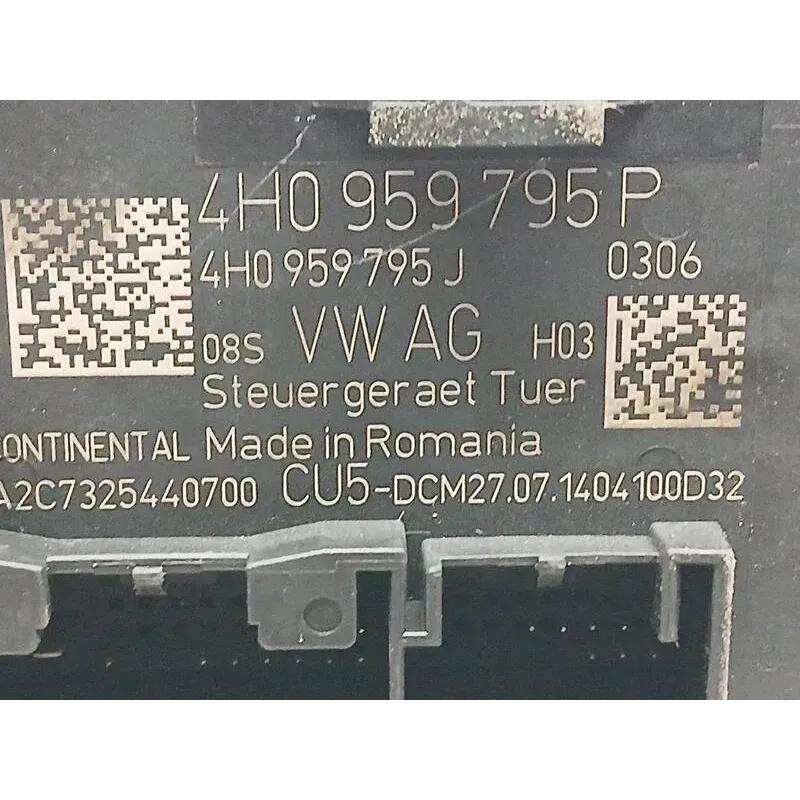 4H0 959 795 P
4H0 959 795 J 0306
08S VW AG H03
Steuergeraet Tuer
CONTINENTAL Made in Romania
A2C7325440700 CU5-DCM27.07.1404100D32